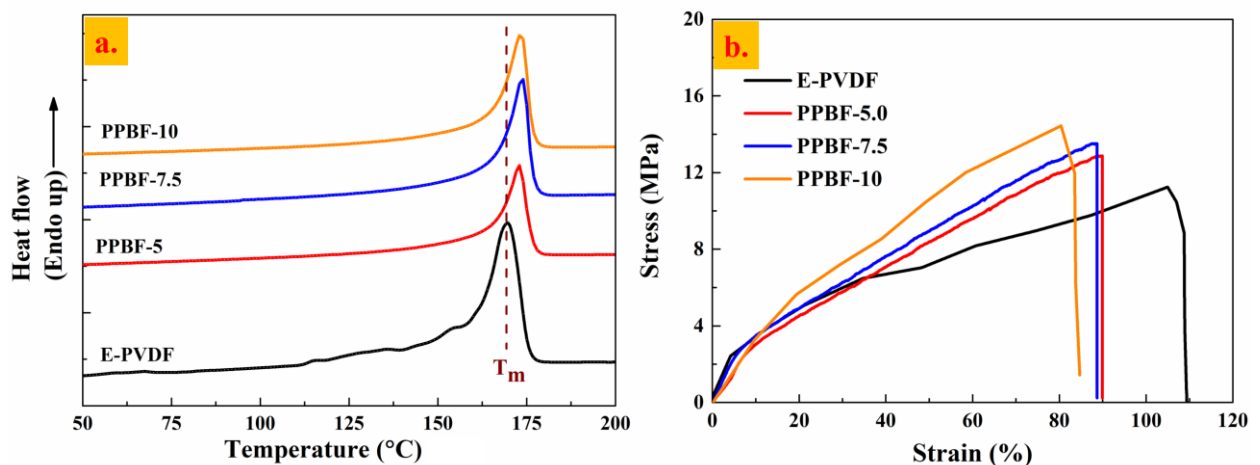 a.
PPBF-10
PPBF-7.5
PPBF-5
E-PVDF
Tm
Heat flow
(Endo up)
50 75 100 125 150 175 200
Temperature (°C)
b.
E-PVDF
PPBF-5.0
PPBF-7.5
PPBF-10
20
16
12
8
4
0
Stress (MPa)
0 20 40 60 80 100 120
Strain (%)